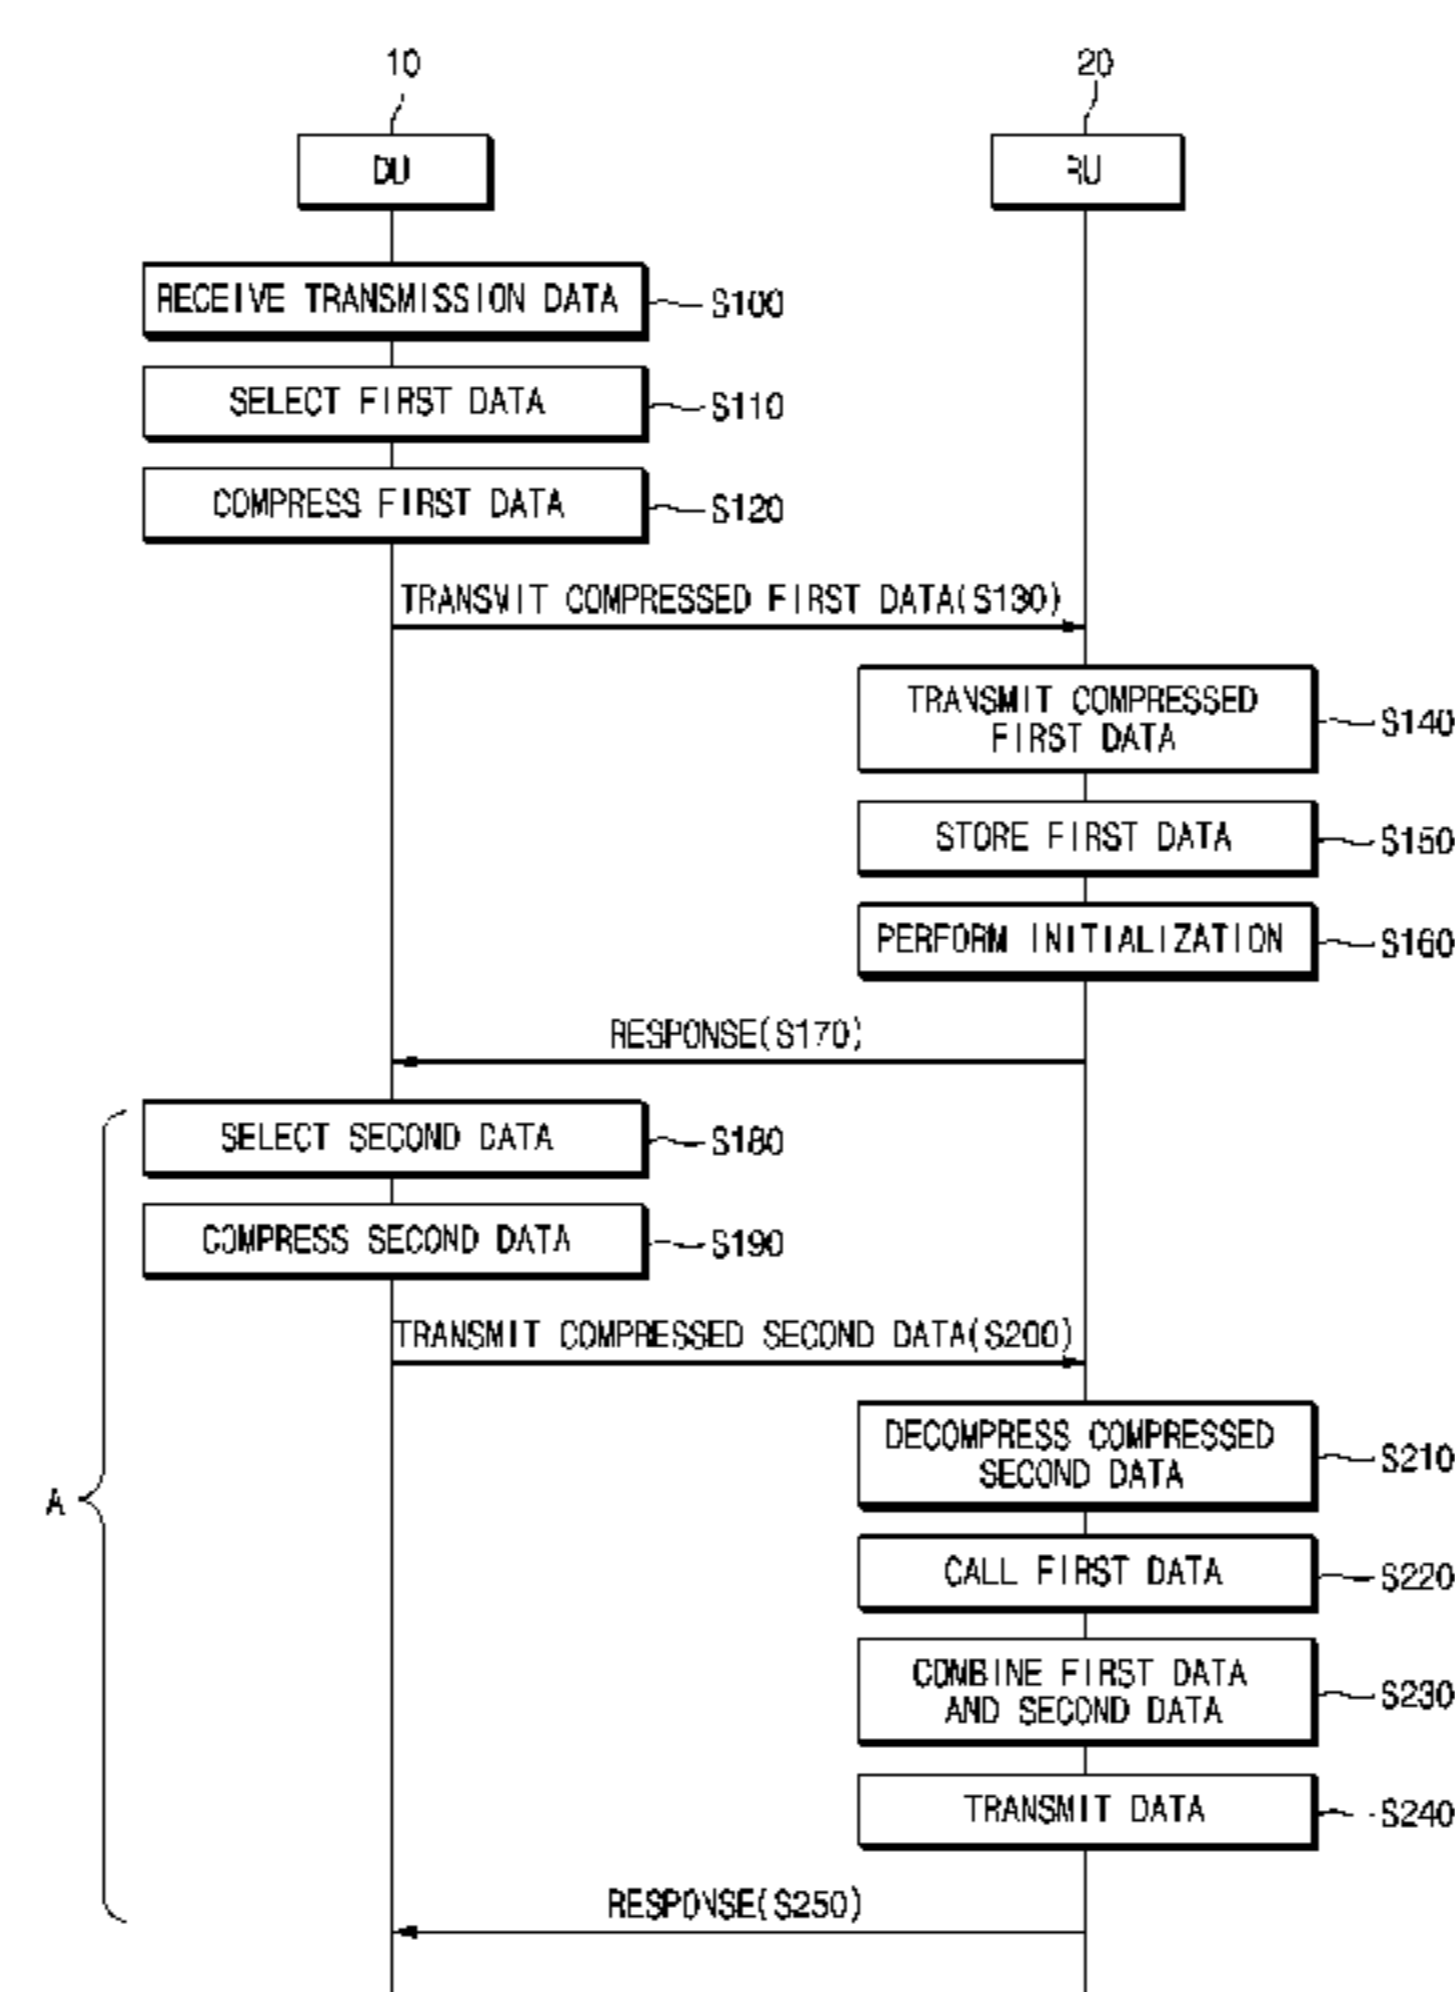 10
20
DU
RU
RECEIVE TRANSMISSION DATA
S100
SELECT FIRST DATA
S110
COMPRESS FIRST DATA
S120
TRANSMIT COMPRESSED FIRST DATA(S130)
TRANSMIT COMPRESSED
FIRST DATA
S140
STORE FIRST DATA
S150
PERFORM INITIALIZATION
S160
RESPONSE(S170)
SELECT SECOND DATA
S180
COMPRESS SECOND DATA
S190
TRANSMIT COMPRESSED SECOND DATA(S200)
DECOMPRESS COMPRESSED
SECOND DATA
S210
A
CALL FIRST DATA
S220
COMBINE FIRST DATA
AND SECOND DATA
S230
TRANSMIT DATA
S240
RESPONSE(S250)